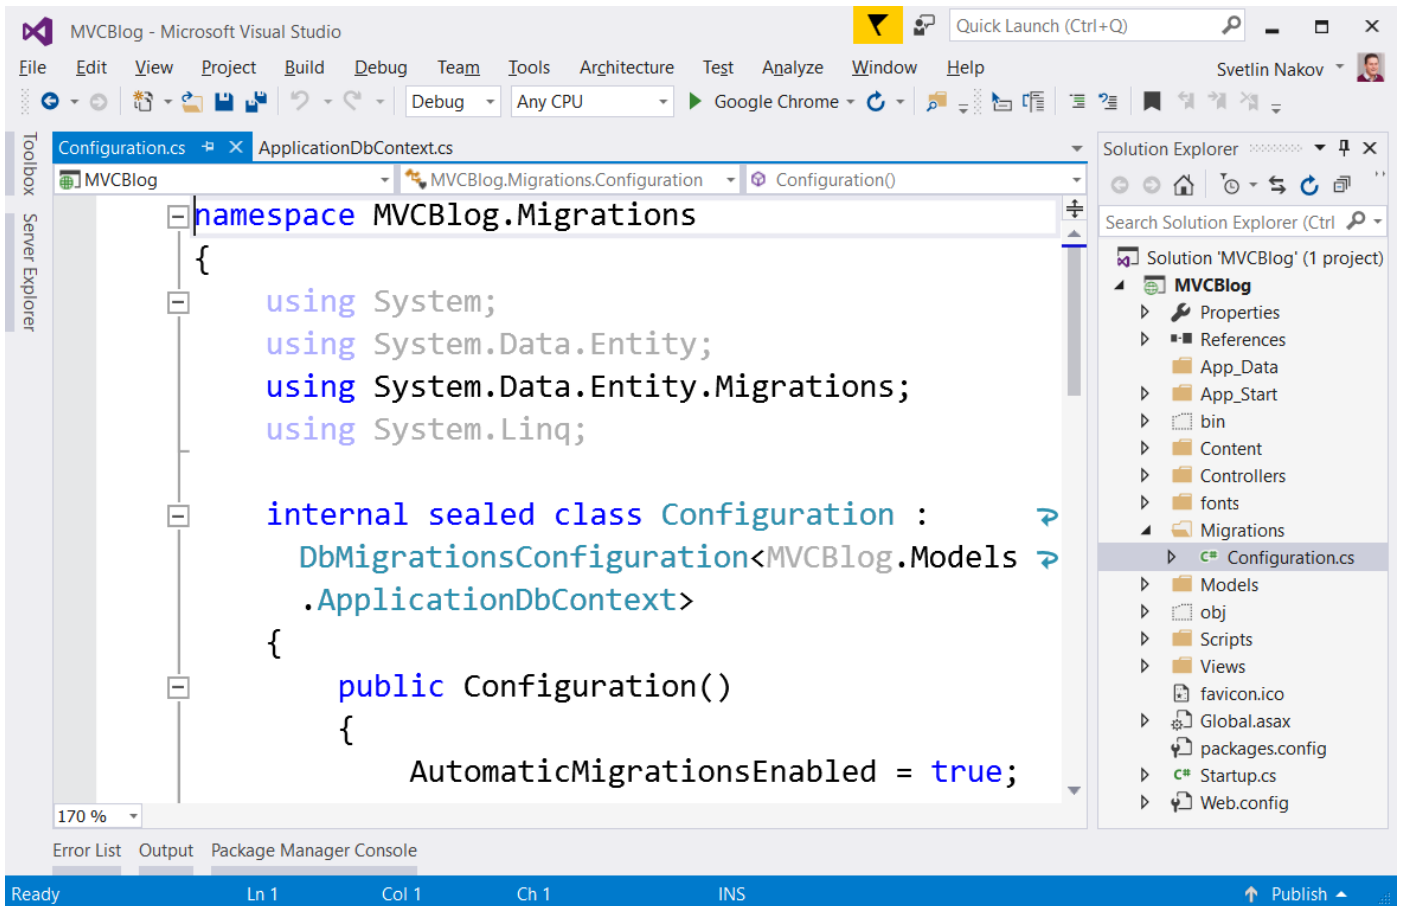 MVCBlog - Microsoft Visual Studio
Quick Launch (Ctrl+Q)
File Edit View Project Build Debug Team Tools Architecture Test Analyze Window Help
Svetlin Nakov
Debug Any CPU Google Chrome
Toolbox
Server Explorer
Configuration.cs ApplicationDbContext.cs
MVCBlog MVCBlog.Migrations.Configuration Configuration()
namespace MVCBlog.Migrations
{
using System;
using System.Data.Entity;
using System.Data.Entity.Migrations;
using System.Linq;
internal sealed class Configuration :
DbMigrationsConfiguration<MVCBlog.Models
.ApplicationDbContext>
{
public Configuration()
{
AutomaticMigrationsEnabled = true;
170 %
Solution Explorer
Search Solution Explorer (Ctrl
Solution 'MVCBlog' (1 project)
MVCBlog
Properties
References
App_Data
App_Start
bin
Content
Controllers
fonts
Migrations
C# Configuration.cs
Models
obj
Scripts
Views
favicon.ico
Global.asax
packages.config
C# Startup.cs
Web.config
Error List Output Package Manager Console
Ready Ln 1 Col 1 Ch 1 INS Publish